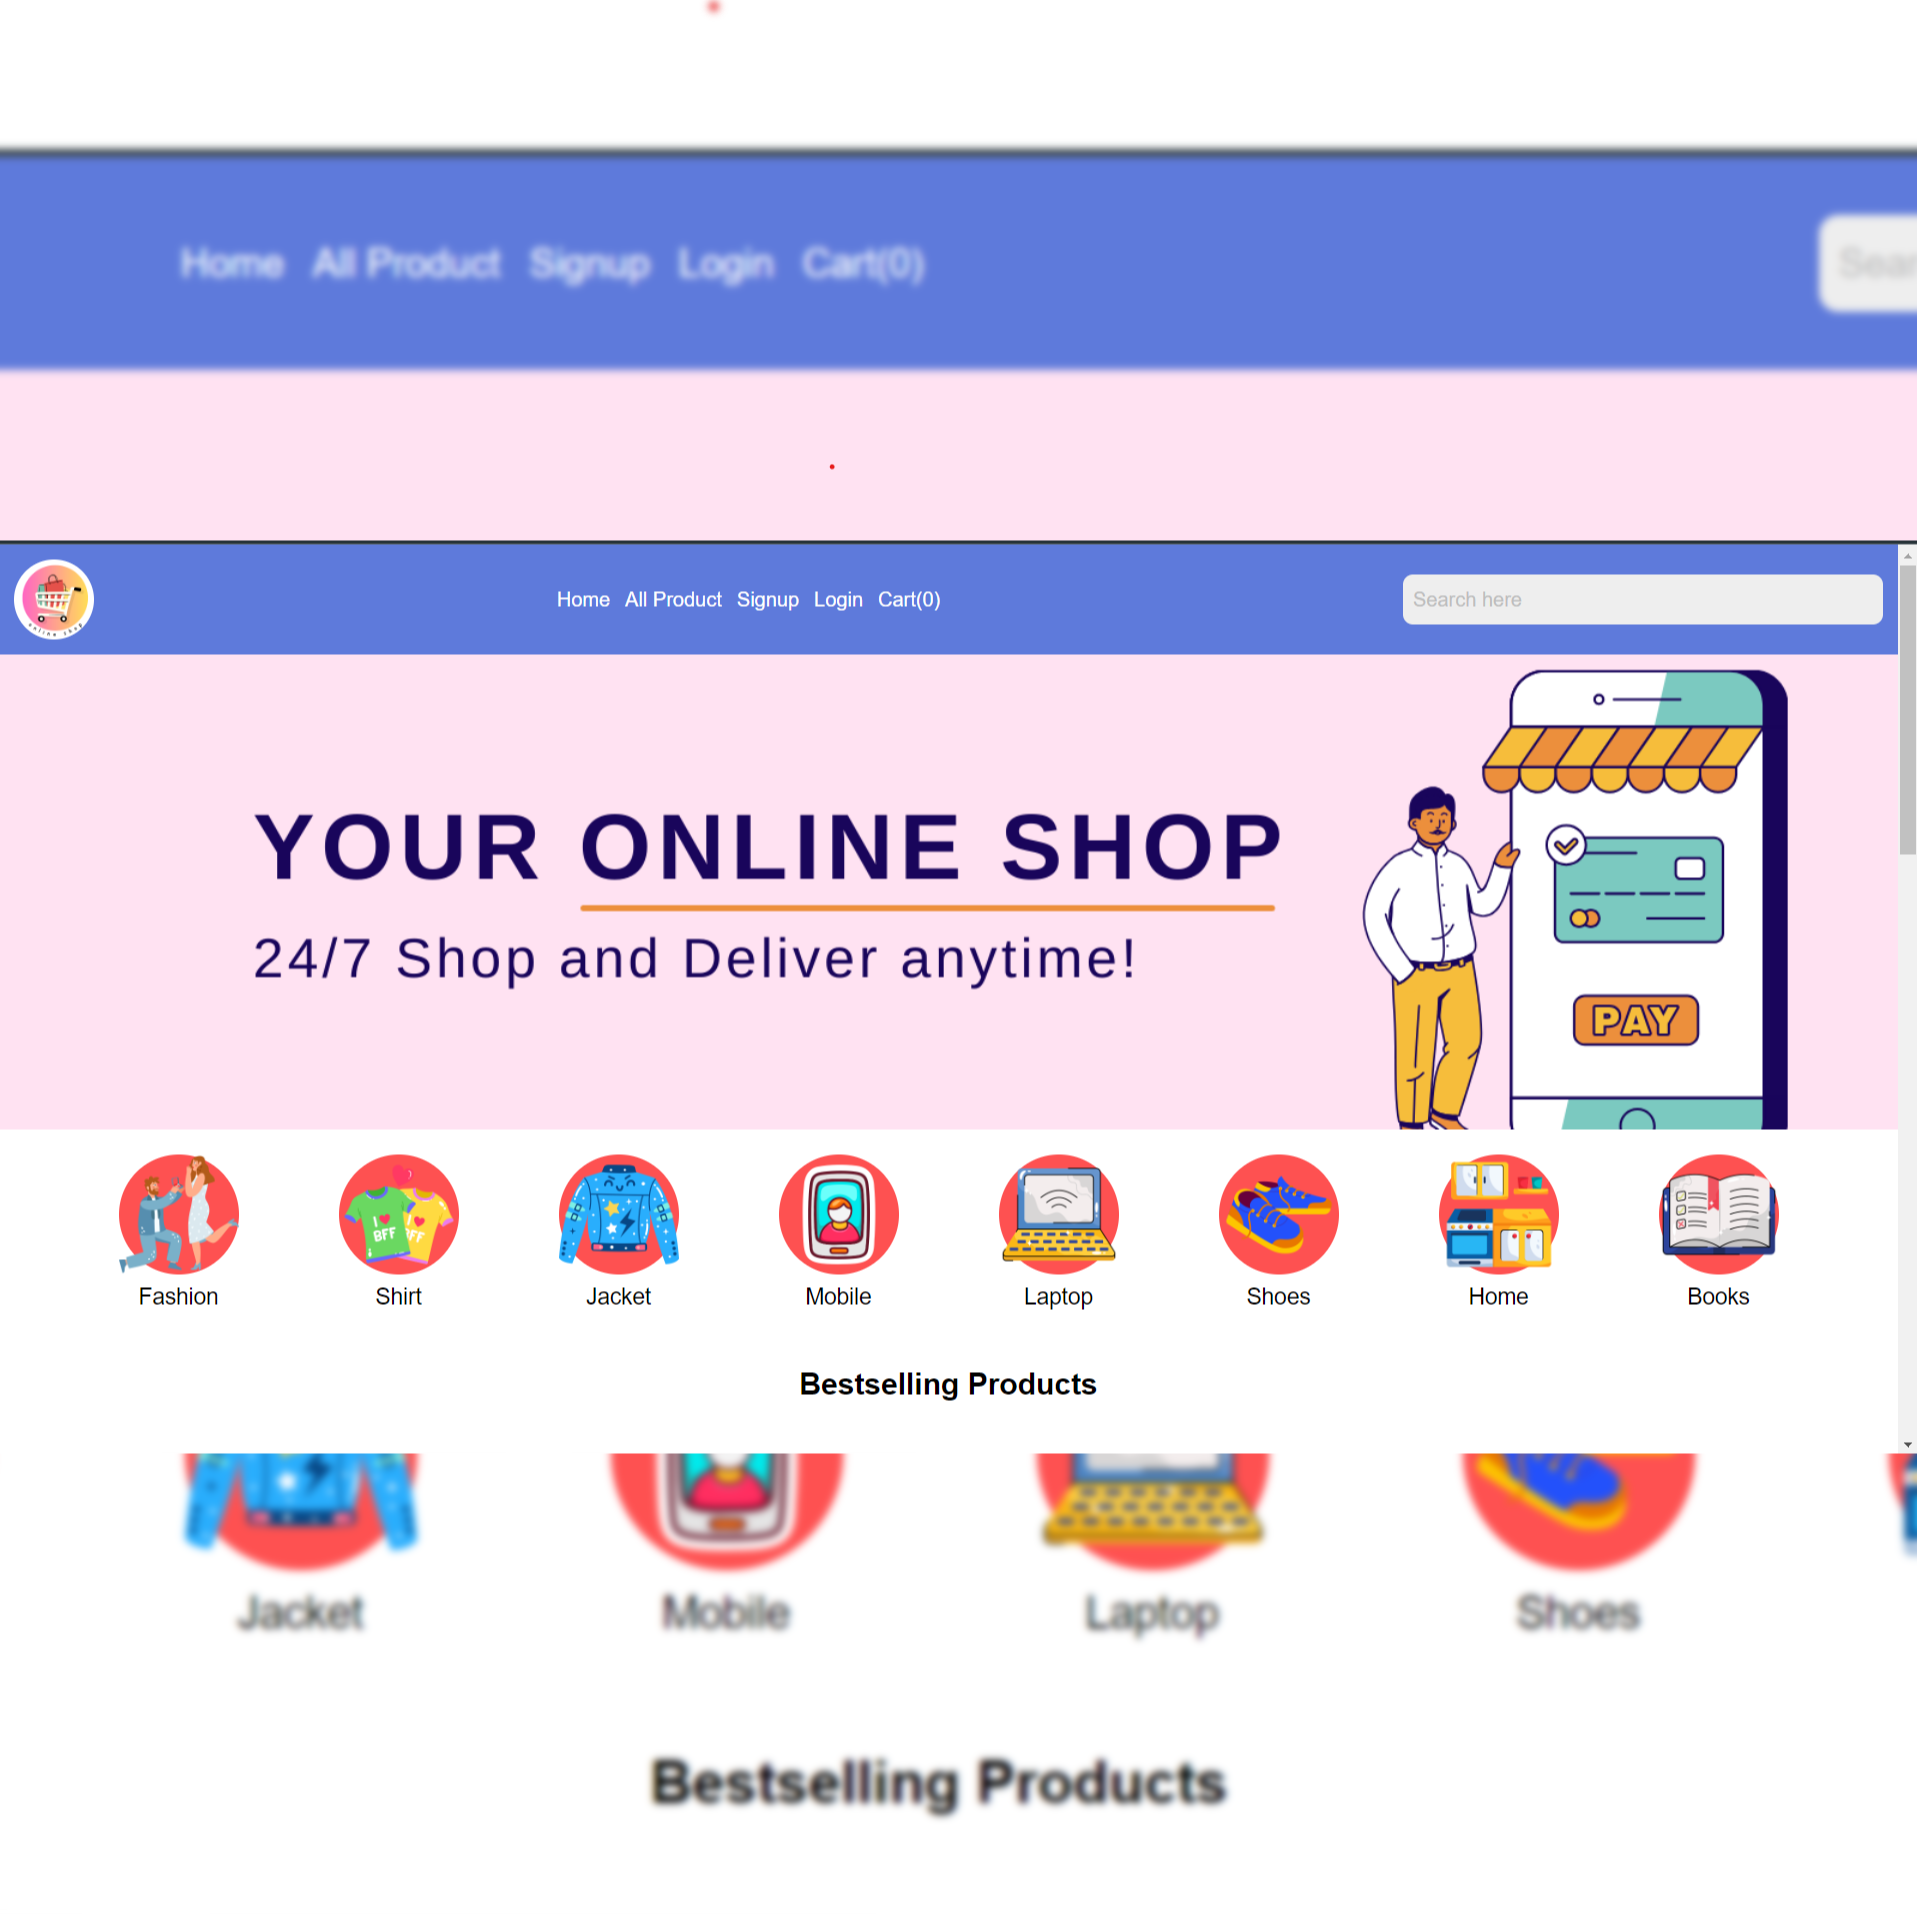 Home All Product Signup Login Cart(0)
online shop
Home All Product Signup Login Cart(0)
Search here
YOUR ONLINE SHOP
24/7 Shop and Deliver anytime!
PAY
I ♥ BFF
Fashion Shirt Jacket Mobile Laptop Shoes Home Books
Bestselling Products
Jacket Mobile Laptop Shoes
Bestselling Products